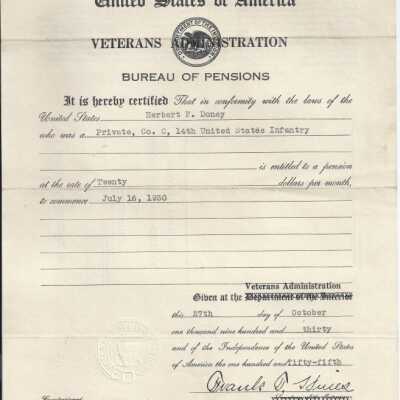 United States of America
VETERANS ADMINISTRATION
BUREAU OF PENSIONS
It is hereby certified That in conformity with the laws of the
United States Herbert P. Doney
who was a Private, Co. C, 14th United States Infantry
is entitled to a pension
at the rate of Twenty dollars per month,
to commence July 16, 1930
Veterans Administration
Given at the Department of the Interior
this 27th day of October
one thousand nine hundred and thirty
and of the Independence of the United States
of America the one hundred and fifty-fifth
Countersigned